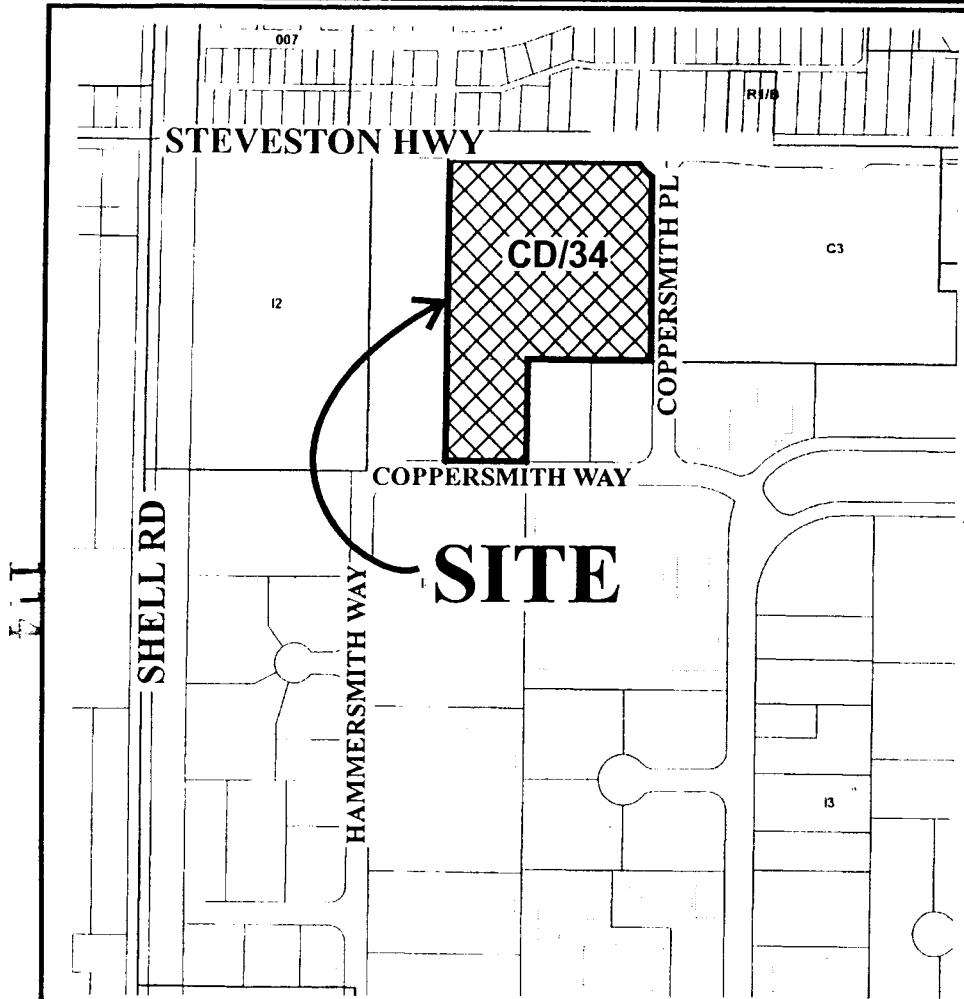 007
R1/B
STEVESTON HWY
CD/34
COPPERSMITH PL
C3
I2
COPPERSMITH WAY
SHELL RD
SITE
HAMMERSMITH WAY
I3